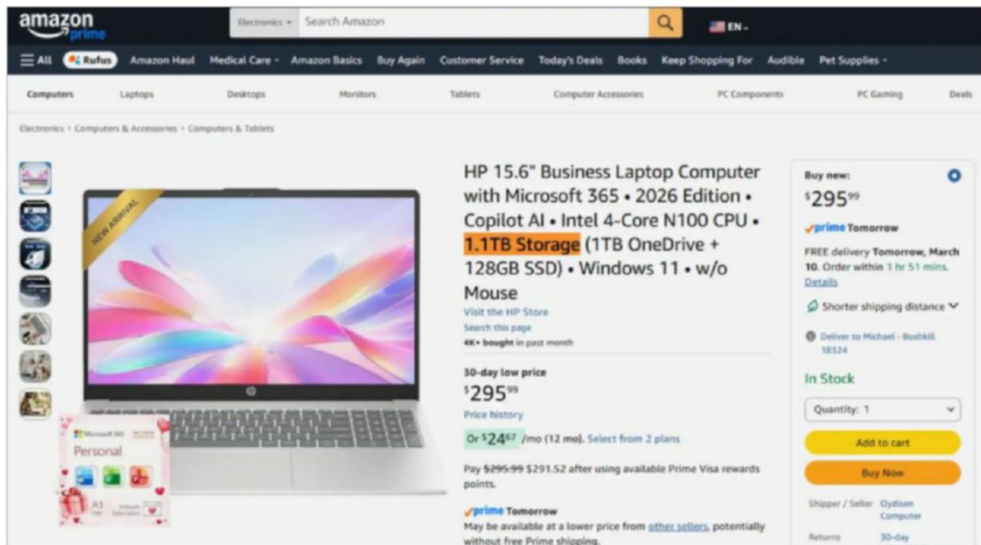 amazon
prime
Electronics
Search Amazon
EN
All
Rufus
Amazon Haul
Medical Care
Amazon Basics
Buy Again
Customer Service
Today's Deals
Books
Keep Shopping For
Audible
Pet Supplies
Computers
Laptops
Desktops
Monitors
Tablets
Computer Accessories
PC Components
PC Gaming
Deals
Electronics › Computers & Accessories › Computers & Tablets
NEW ARRIVAL
hp
Microsoft 365
Personal
HP 15.6" Business Laptop Computer
with Microsoft 365 • 2026 Edition •
Copilot AI • Intel 4-Core N100 CPU •
1.1TB Storage (1TB OneDrive +
128GB SSD) • Windows 11 • w/o
Mouse
Visit the HP Store
Search this page
4K+ bought in past month
30-day low price
$295.99
Price history
Or $24.67 /mo (12 mo). Select from 2 plans
Pay $295.99 $291.52 after using available Prime Visa rewards
points.
prime Tomorrow
May be available at a lower price from other sellers, potentially
without free Prime shipping.
Buy new:
$295.99
prime Tomorrow
FREE delivery Tomorrow, March
10. Order within 1 hr 51 mins.
Details
Shorter shipping distance
Deliver to Michael - Bushkill
18324
In Stock
Quantity: 1
Add to cart
Buy Now
Shipper / Seller
Oydisen
Computer
Returns
30-day